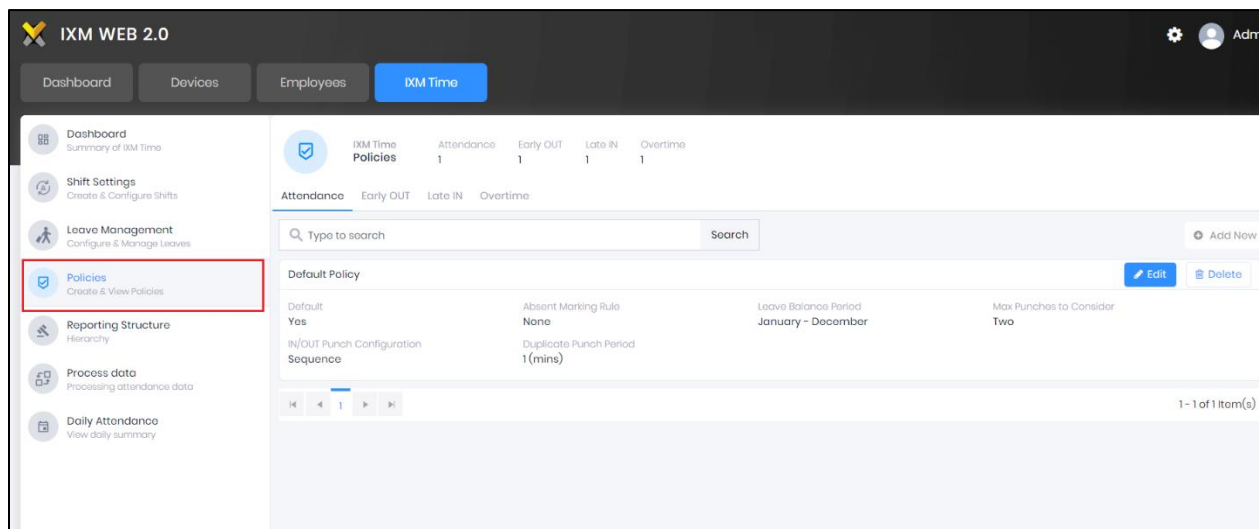 IXM WEB 2.0
Adm
Dashboard Devices Employees IXM Time
Dashboard
Summary of IXM Time
Shift Settings
Create & Configure Shifts
Leave Management
Configure & Manage Leaves
Policies
Create & View Policies
Reporting Structure
Hierarchy
Process data
Processing attendance data
Daily Attendance
View daily summary
IXM Time Attendance Early OUT Late IN Overtime
Policies 1 1 1 1
Attendance Early OUT Late IN Overtime
Type to search Search Add New
Default Policy Edit Delete
Default Absent Marking Rule Leave Balance Period Max Punches to Consider
Yes None January - December Two
IN/OUT Punch Configuration Duplicate Punch Period
Sequence 1 (mins)
1 1 - 1 of 1 Item(s)